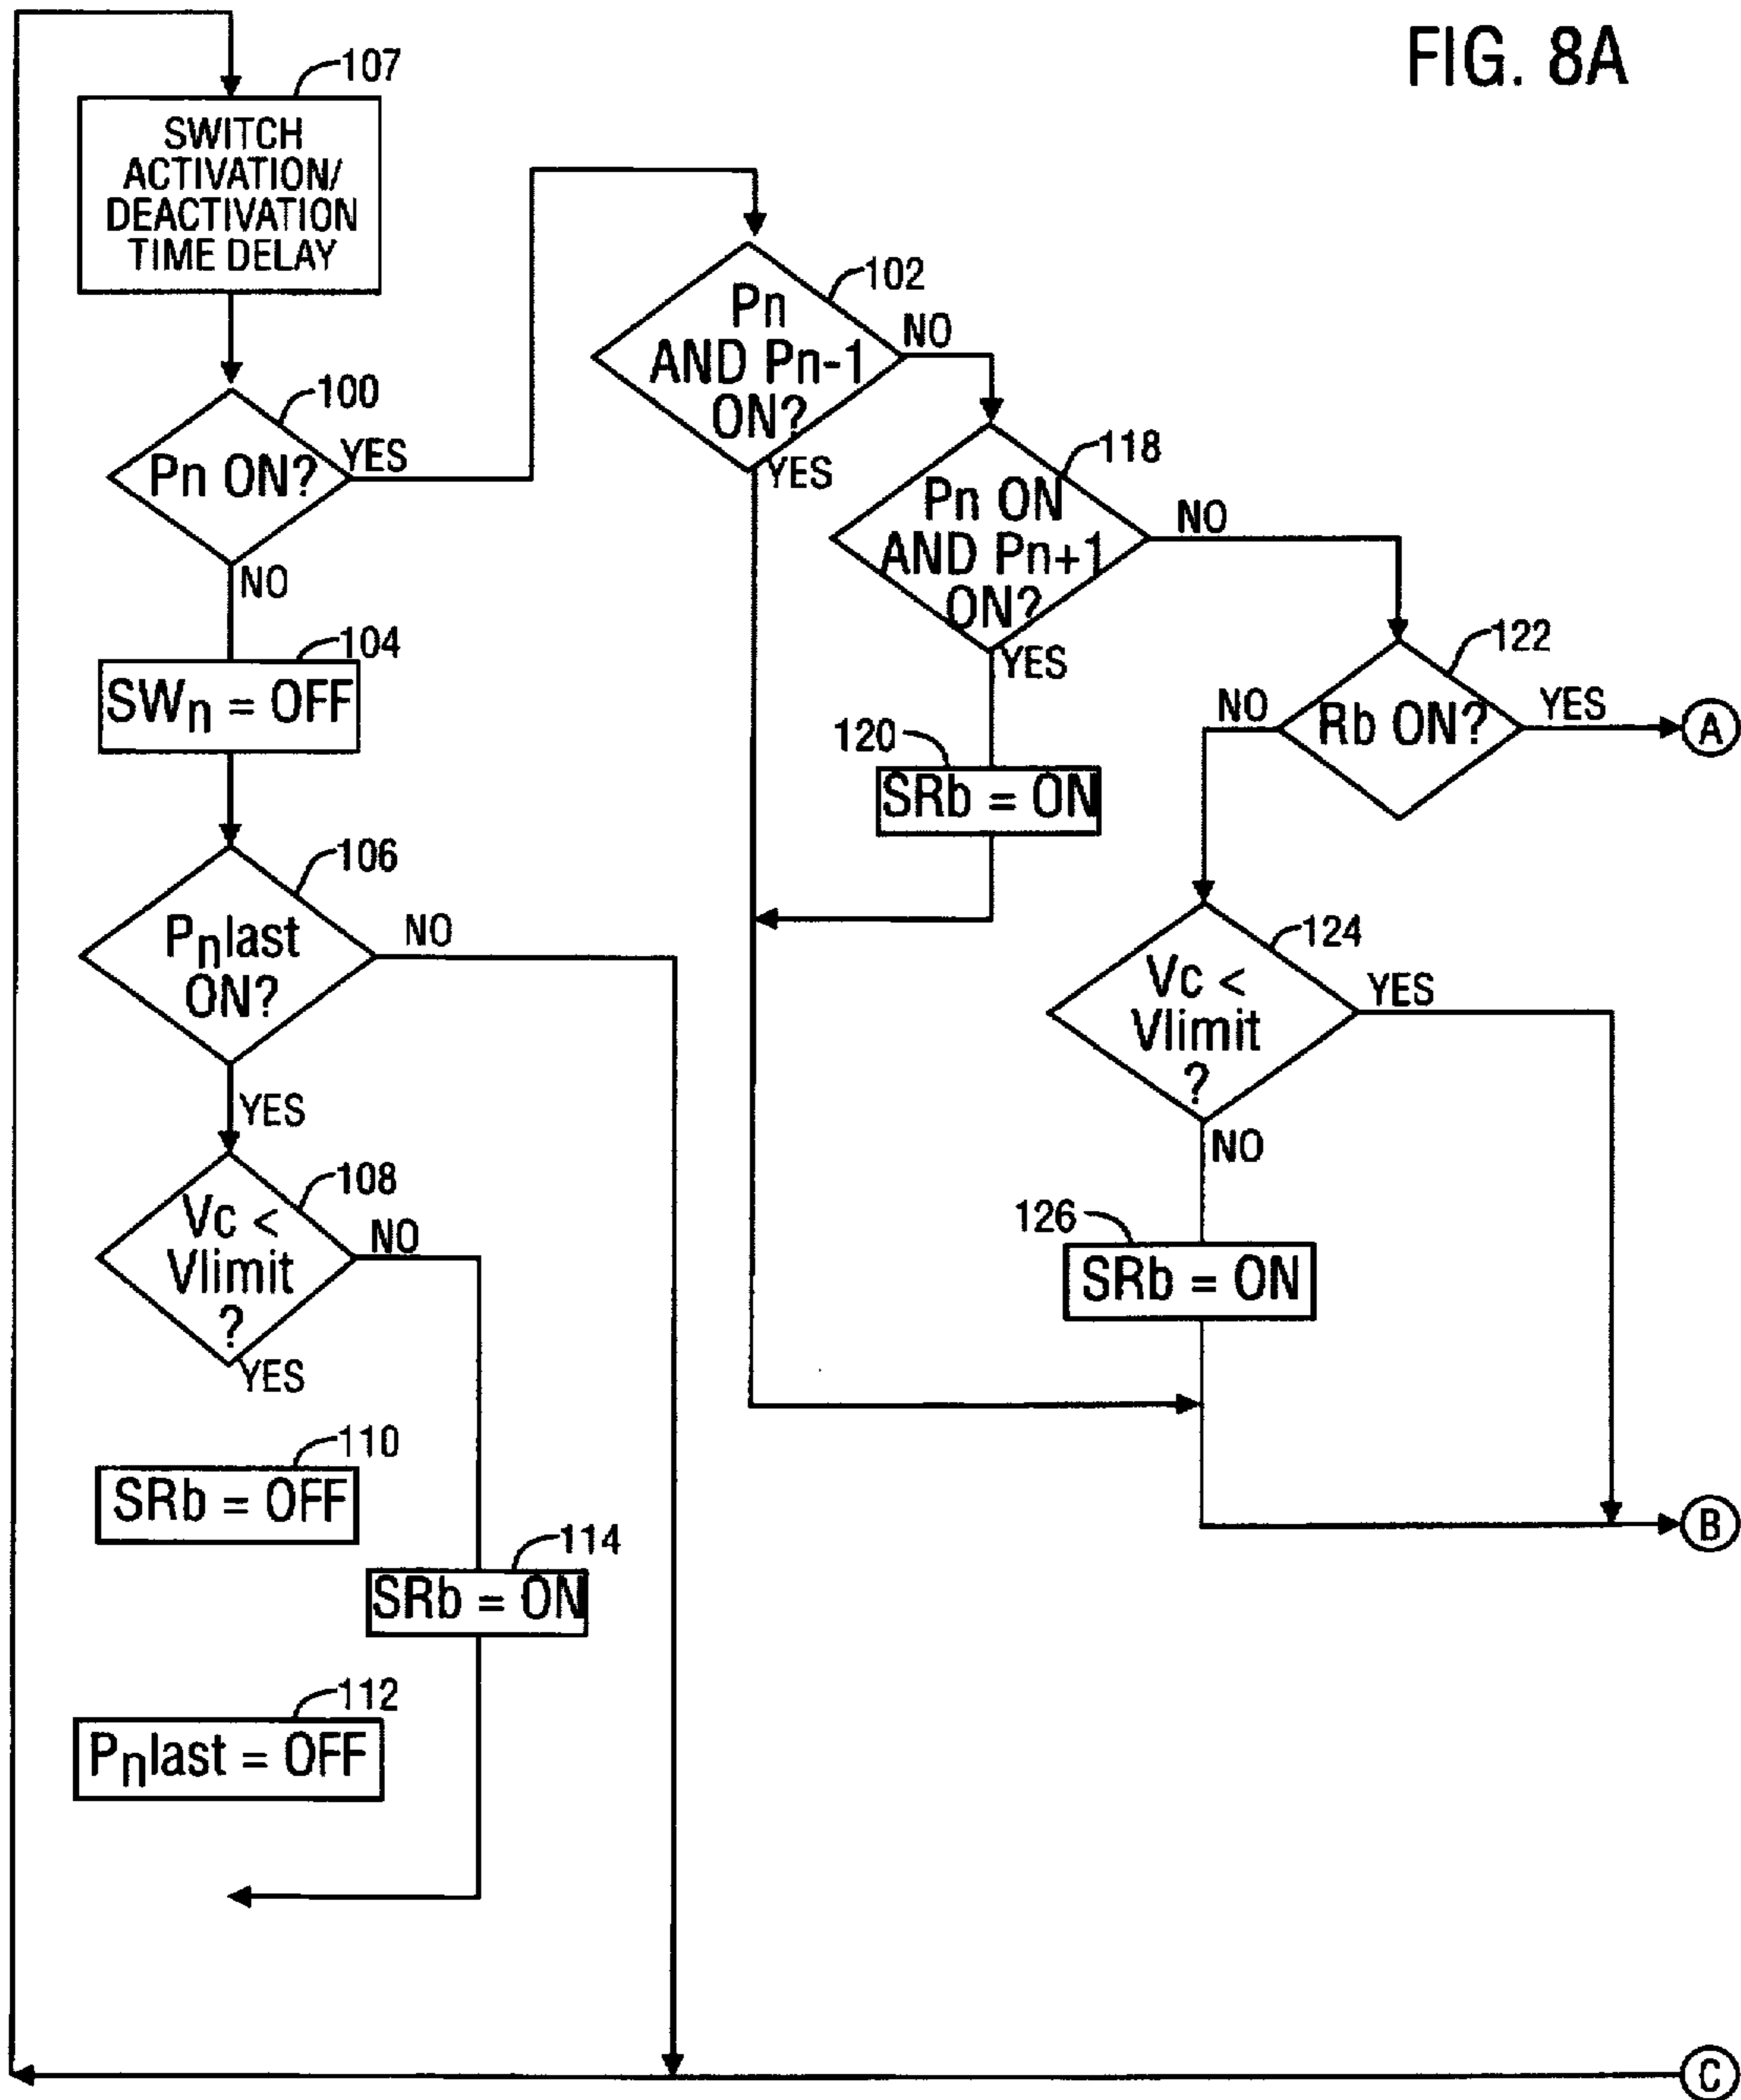 FIG. 8A
107
SWITCH
ACTIVATION/
DEACTIVATION
TIME DELAY
100
Pn ON?
YES
NO
104
SWn = OFF
106
Pnlast
ON?
NO
YES
108
Vc <
Vlimit
?
NO
YES
110
SRb = OFF
114
SRb = ON
112
Pnlast = OFF
102
Pn
AND Pn-1
ON?
NO
YES
118
Pn ON
AND Pn+1
ON?
NO
YES
120
SRb = ON
122
Rb ON?
NO
YES
A
124
Vc <
Vlimit
?
YES
NO
126
SRb = ON
B
C